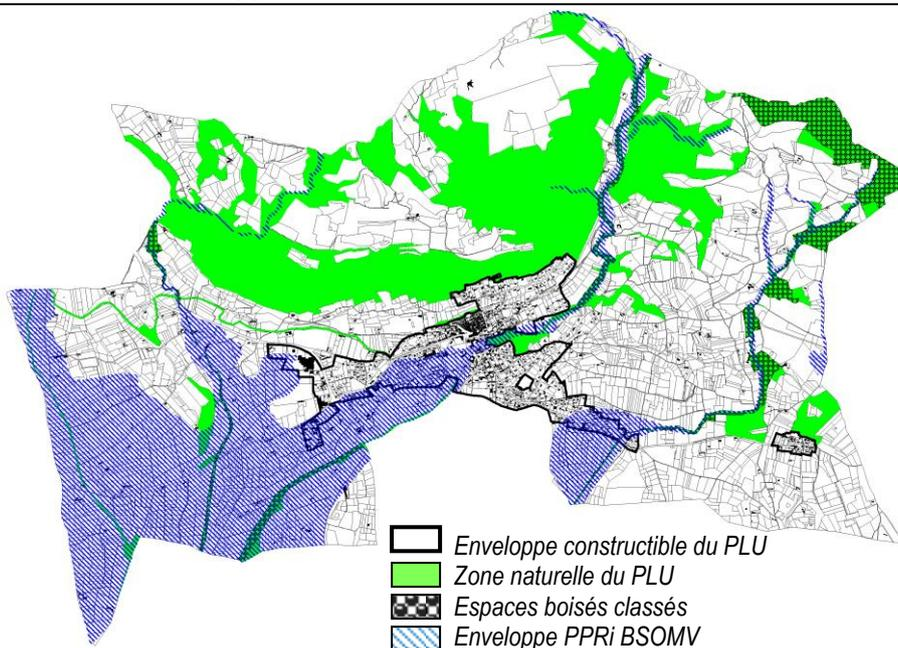 Enveloppe constructible du PLU
Zone naturelle du PLU
Espaces boisés classés
Enveloppe PPRi BSOMV